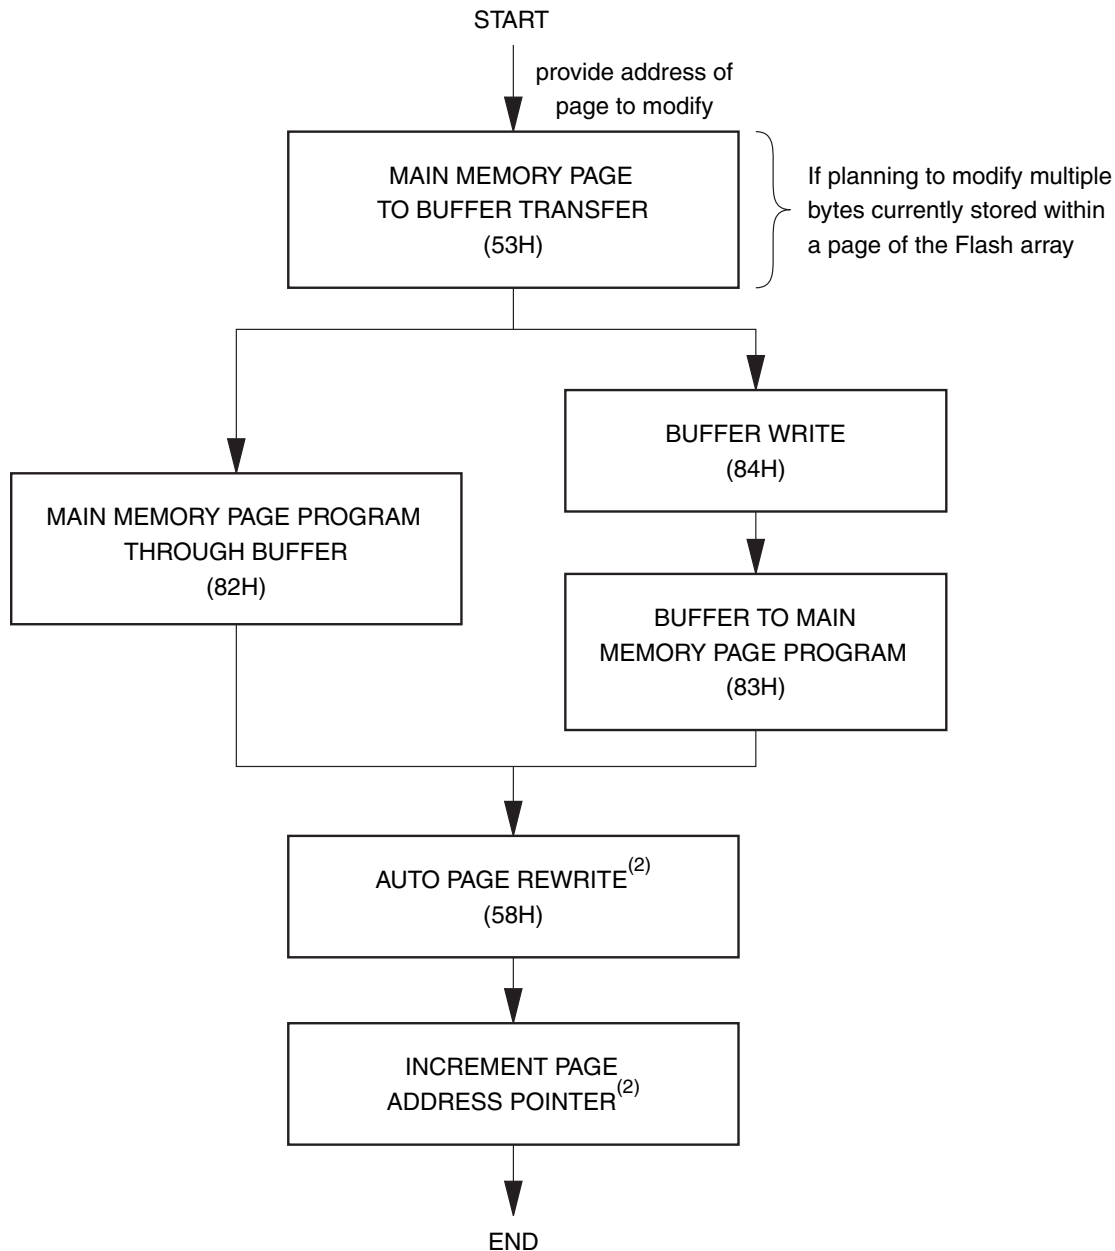 START
provide address of
page to modify
MAIN MEMORY PAGE
TO BUFFER TRANSFER
(53H)
If planning to modify multiple
bytes currently stored within
a page of the Flash array
BUFFER WRITE
(84H)
MAIN MEMORY PAGE PROGRAM
THROUGH BUFFER
(82H)
BUFFER TO MAIN
MEMORY PAGE PROGRAM
(83H)
AUTO PAGE REWRITE(2)
(58H)
INCREMENT PAGE
ADDRESS POINTER(2)
END